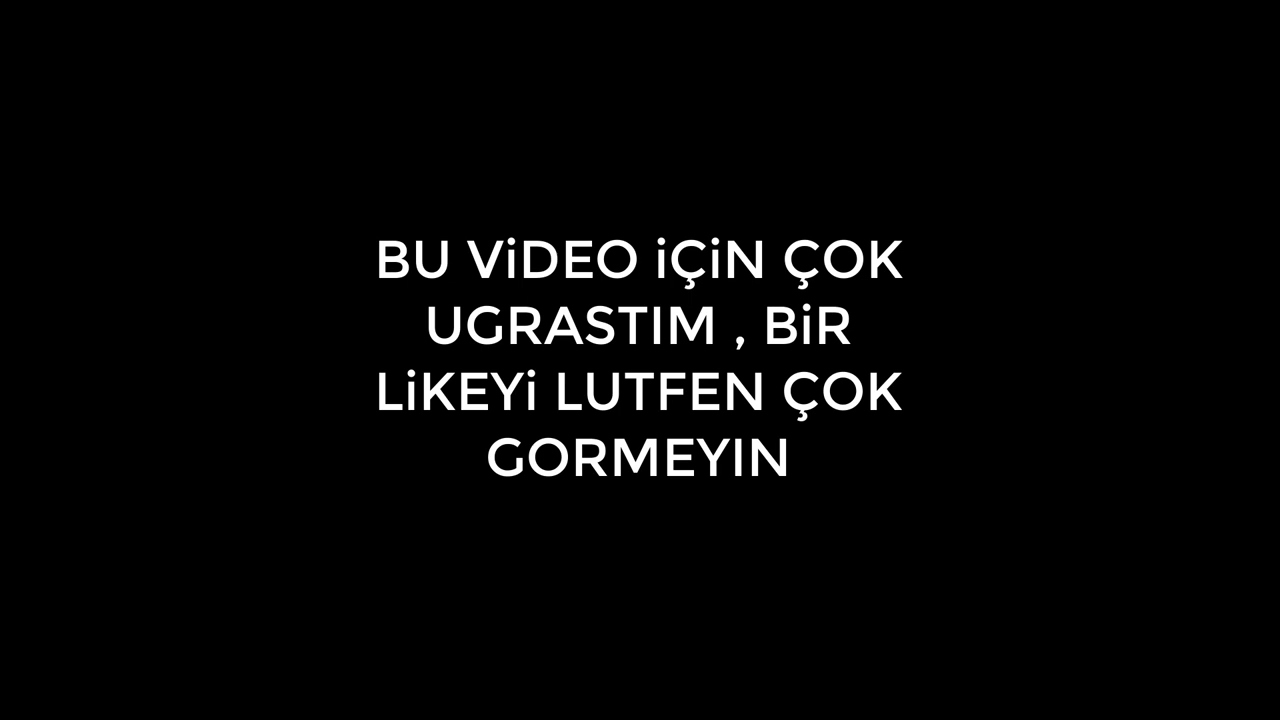 BU ViDEO iÇiN ÇOK
UGRASTIM , BiR
LiKEYi LUTFEN ÇOK
GORMEYIN